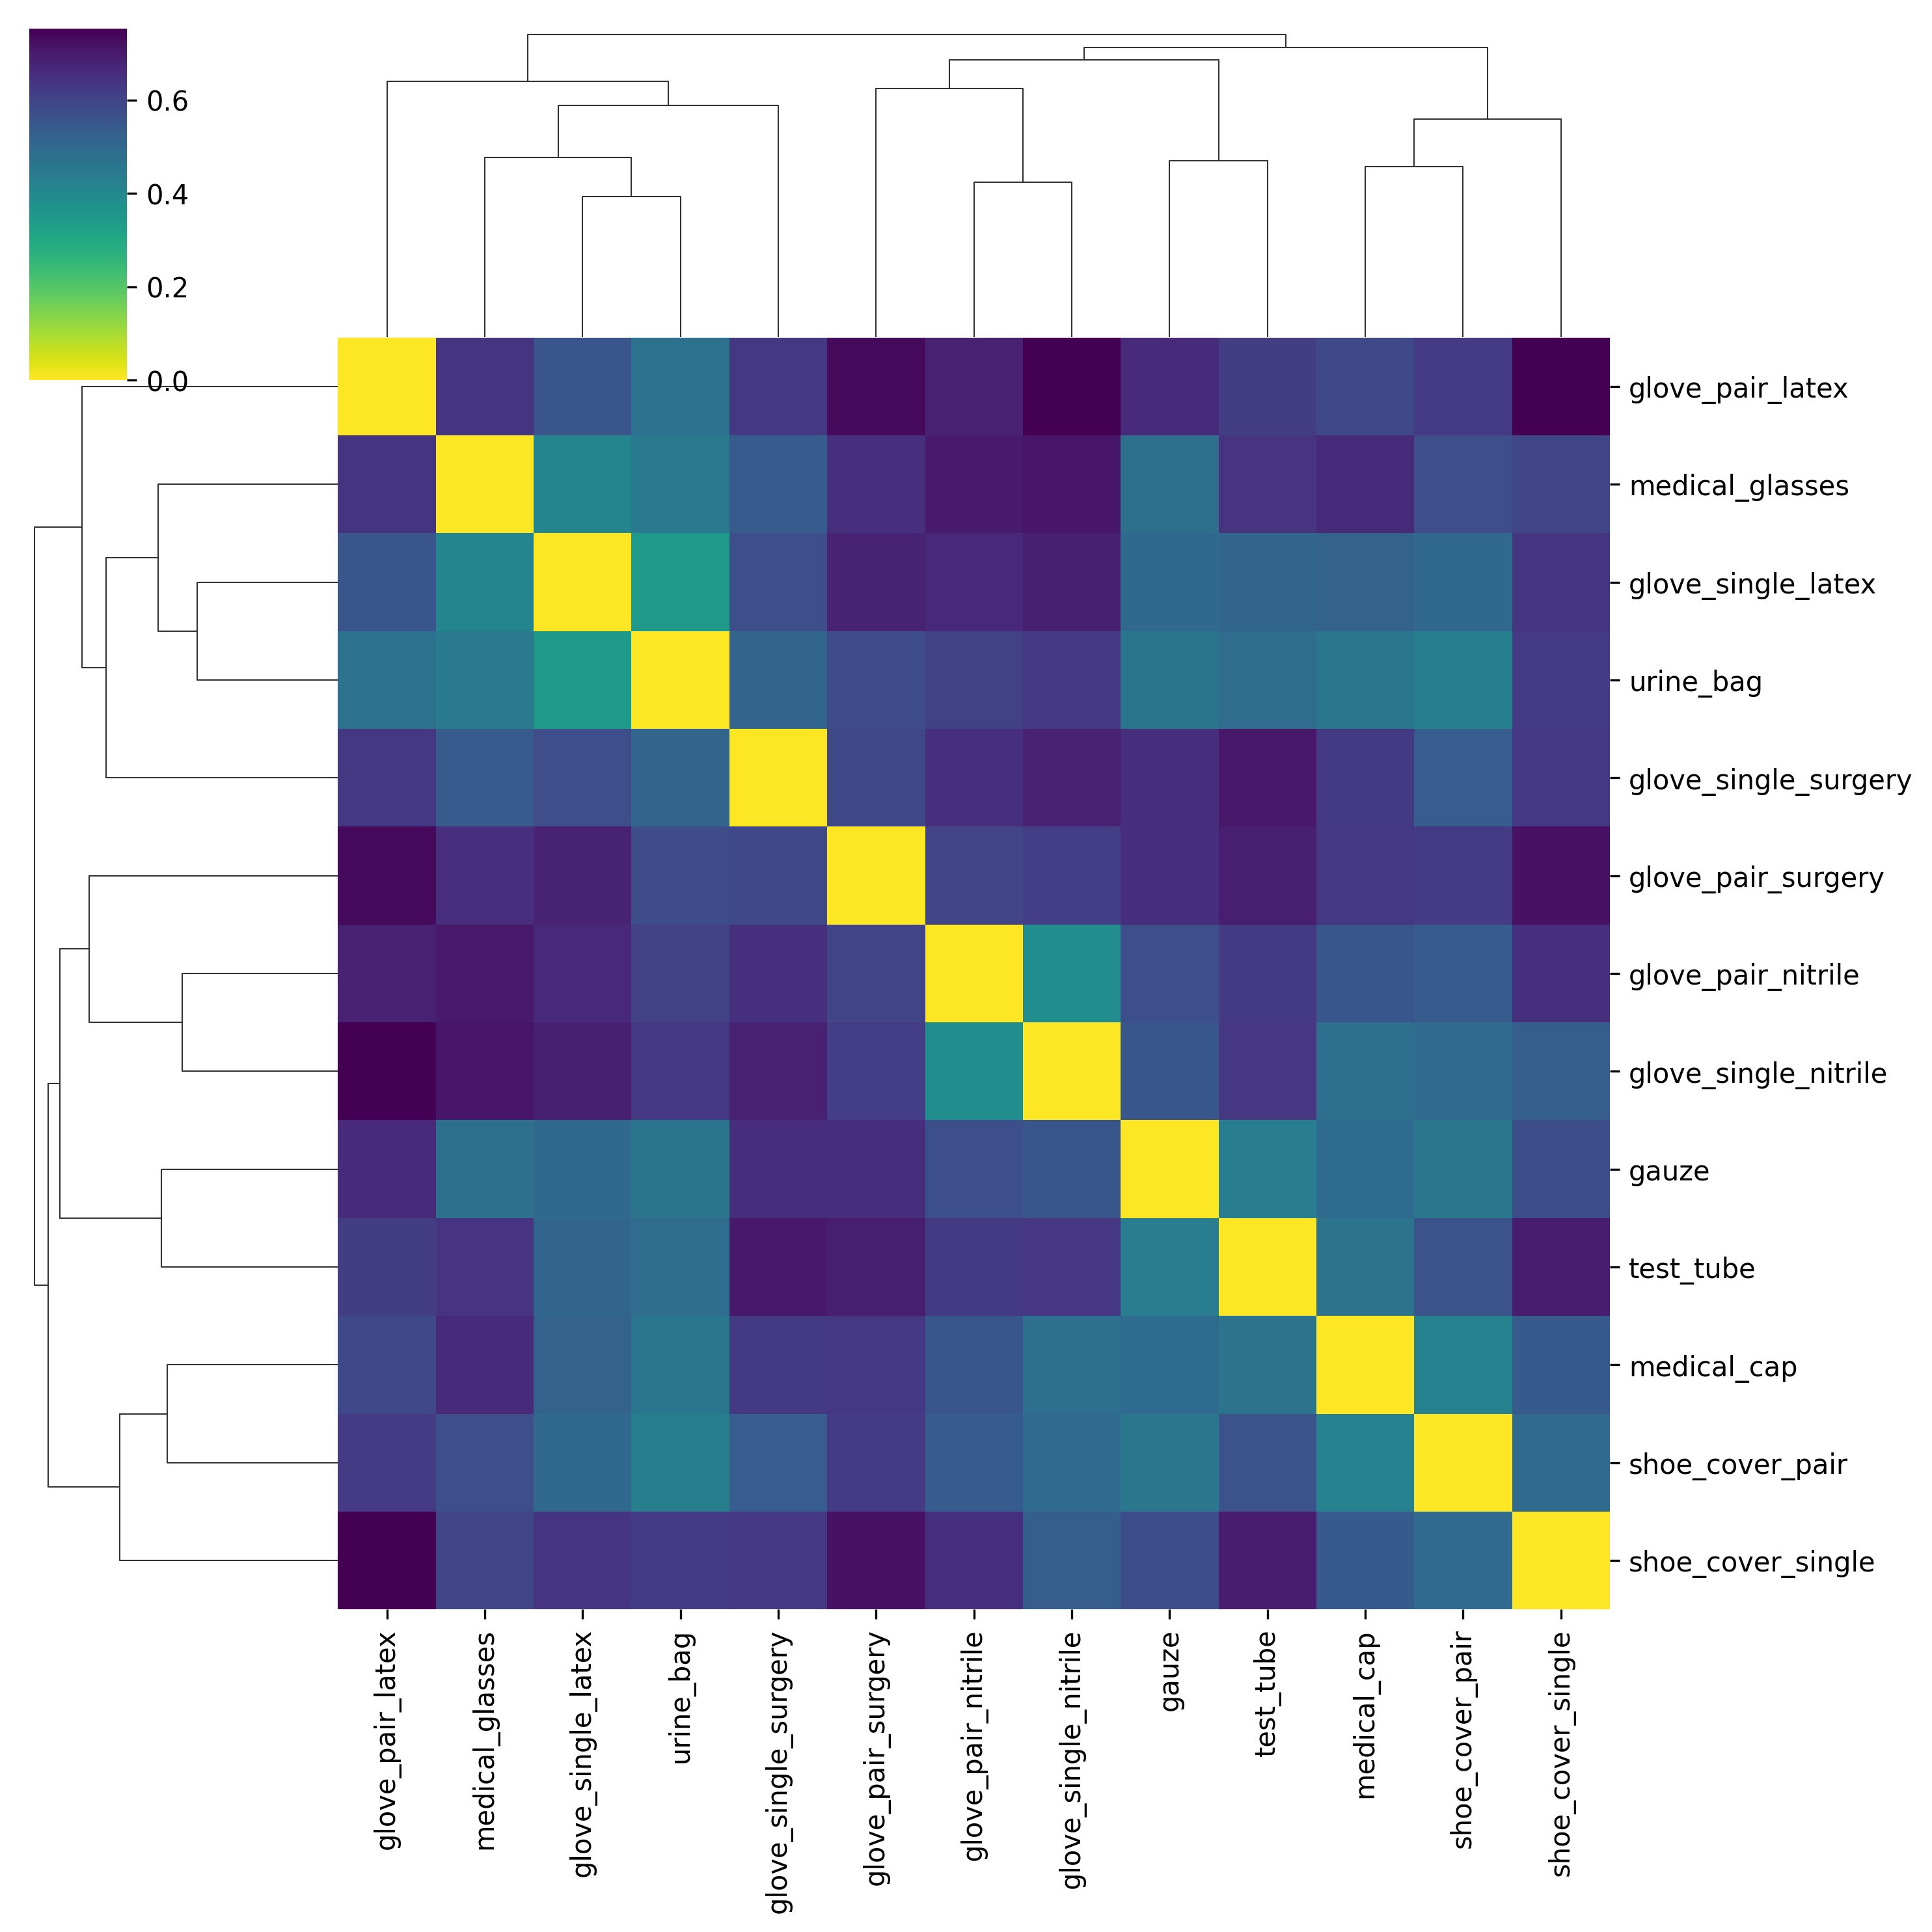 0.6
0.4
0.2
0.0
glove_pair_latex
medical_glasses
glove_single_latex
urine_bag
glove_single_surgery
glove_pair_surgery
glove_pair_nitrile
glove_single_nitrile
gauze
test_tube
medical_cap
shoe_cover_pair
shoe_cover_single
glove_pair_latex
medical_glasses
glove_single_latex
urine_bag
glove_single_surgery
glove_pair_surgery
glove_pair_nitrile
glove_single_nitrile
gauze
test_tube
medical_cap
shoe_cover_pair
shoe_cover_single